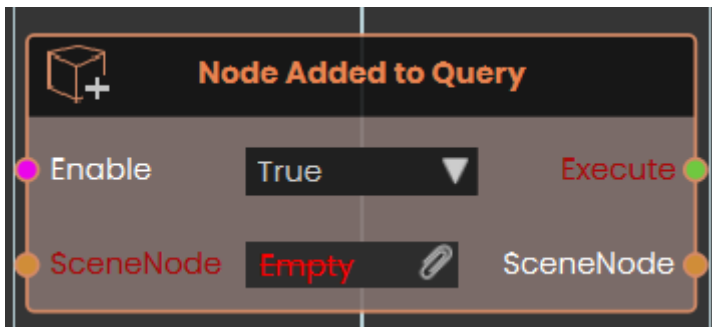 Node Added to Query
Enable True Execute
SceneNode Empty SceneNode